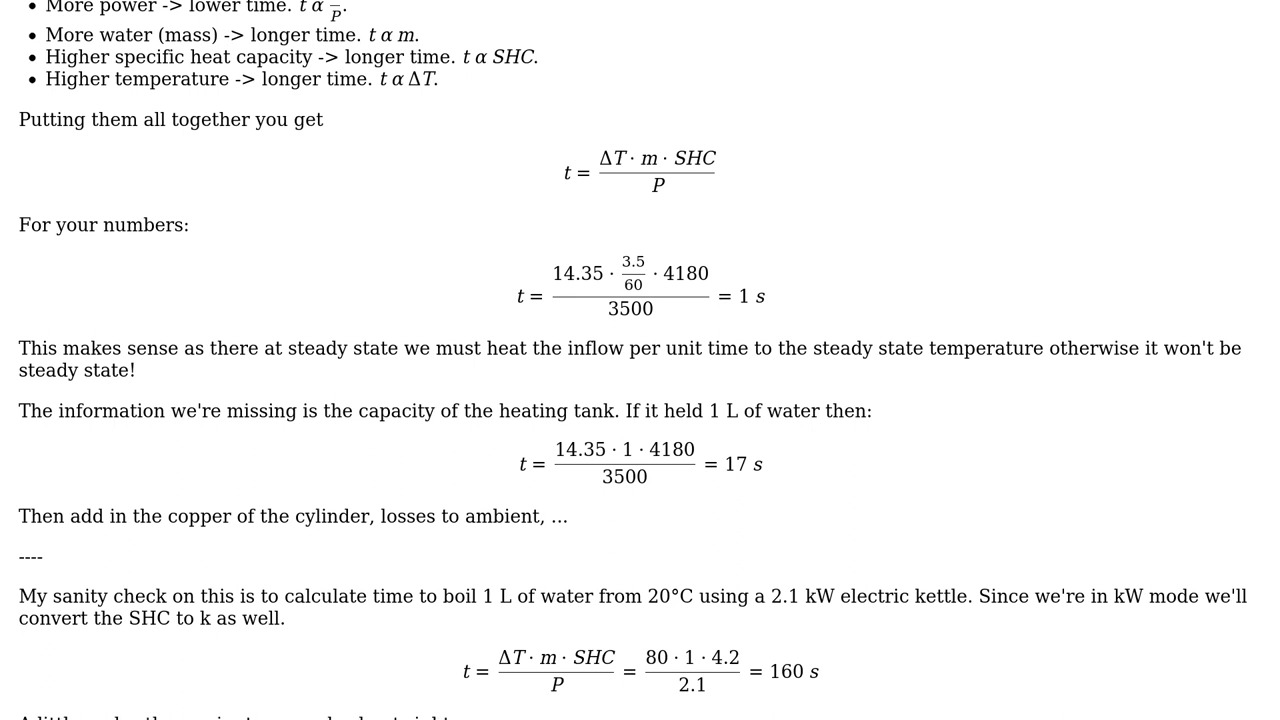 • More power -> lower time. t α 1/P.
• More water (mass) -> longer time. t α m.
• Higher specific heat capacity -> longer time. t α SHC.
• Higher temperature -> longer time. t α ΔT.
Putting them all together you get
t = ΔT · m · SHC / P
For your numbers:
t = 14.35 · 3.5/60 · 4180 / 3500 = 1 s
This makes sense as there at steady state we must heat the inflow per unit time to the steady state temperature otherwise it won't be
steady state!
The information we're missing is the capacity of the heating tank. If it held 1 L of water then:
t = 14.35 · 1 · 4180 / 3500 = 17 s
Then add in the copper of the cylinder, losses to ambient, ...
----
My sanity check on this is to calculate time to boil 1 L of water from 20°C using a 2.1 kW electric kettle. Since we're in kW mode we'll
convert the SHC to k as well.
t = ΔT · m · SHC / P = 80 · 1 · 4.2 / 2.1 = 160 s